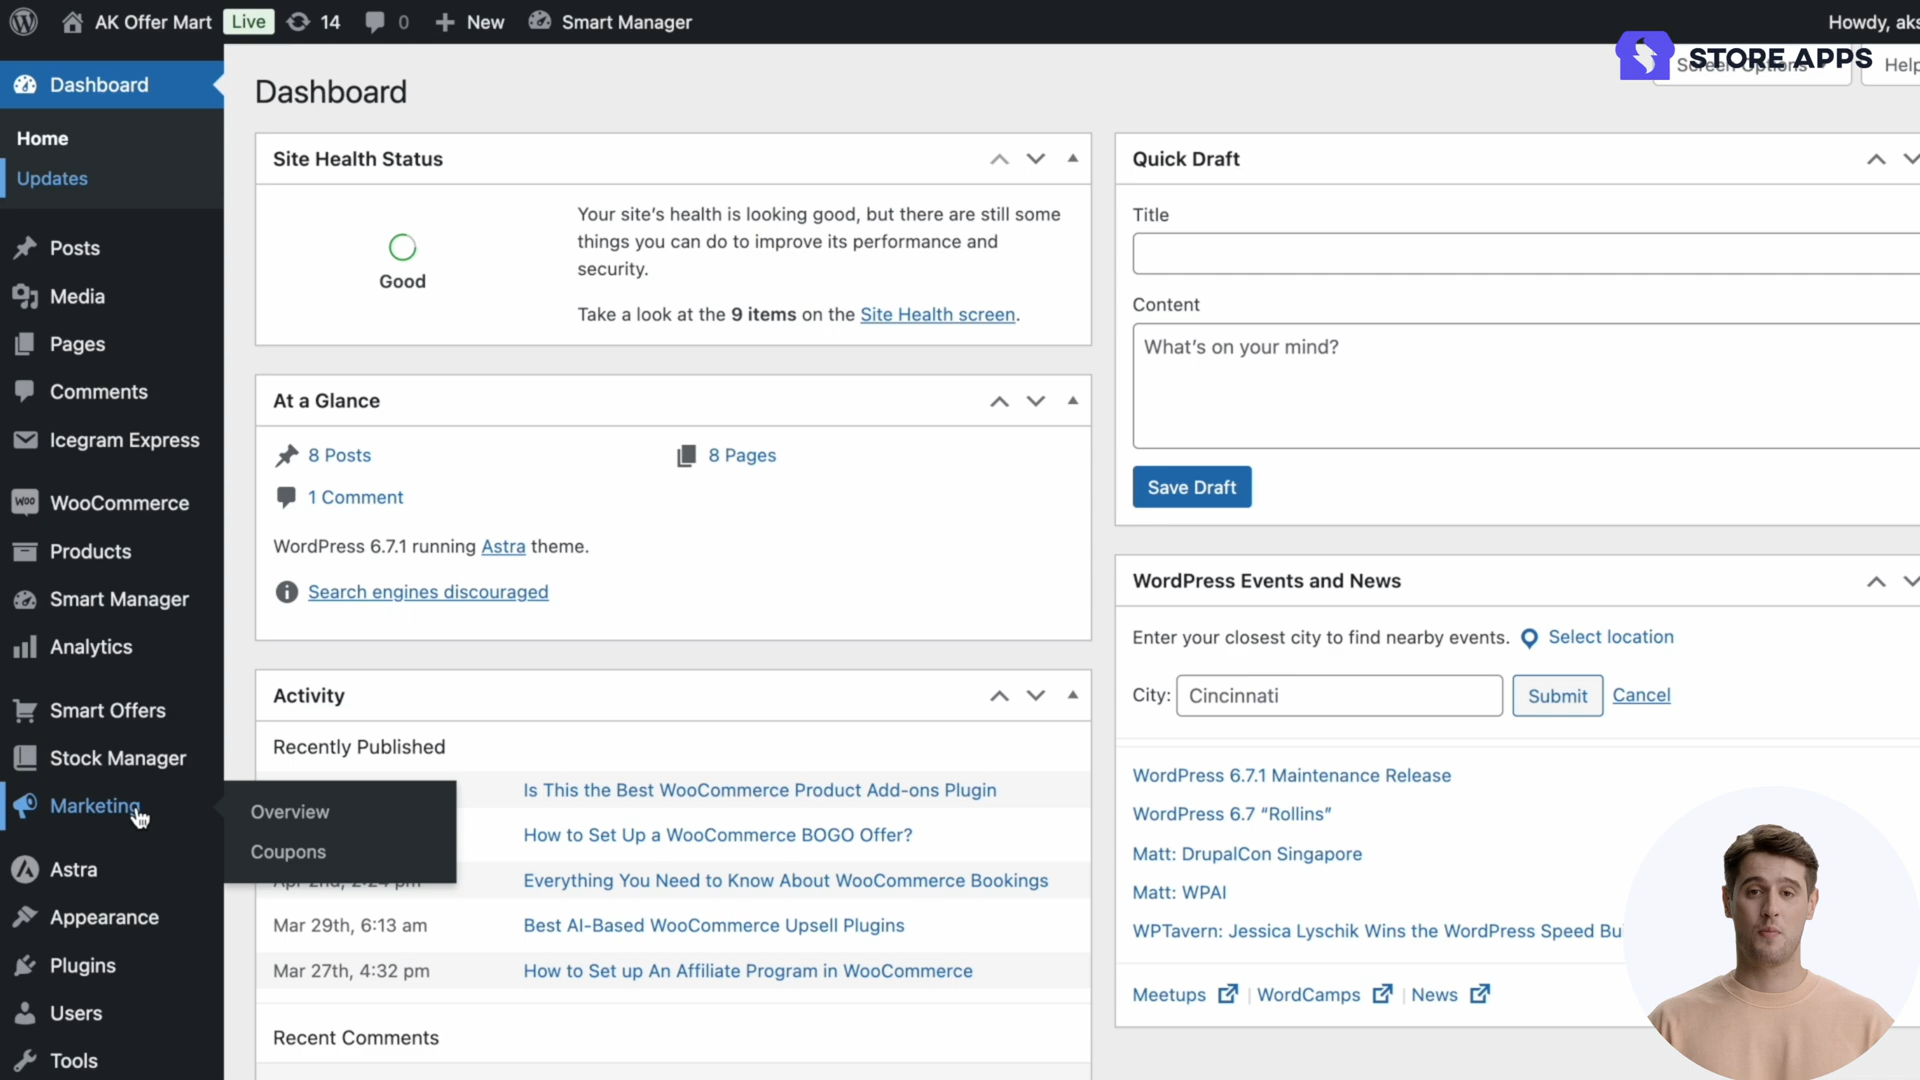 AK Offer Mart Live 14 0 New Smart Manager
Howdy, aks
STORE APPS
Screen Options
Help
Dashboard
Home
Updates
Posts
Media
Pages
Comments
Icegram Express
WOO WooCommerce
Products
Smart Manager
Analytics
Smart Offers
Stock Manager
Marketing
Overview
Coupons
Astra
Appearance
Plugins
Users
Tools
Dashboard
Site Health Status
Good
Your site's health is looking good, but there are still some
things you can do to improve its performance and
security.
Take a look at the 9 items on the Site Health screen.
At a Glance
8 Posts
8 Pages
1 Comment
WordPress 6.7.1 running Astra theme.
Search engines discouraged
Activity
Recently Published
Is This the Best WooCommerce Product Add-ons Plugin
How to Set Up a WooCommerce BOGO Offer?
Apr 2nd, 2:24 pm Everything You Need to Know About WooCommerce Bookings
Mar 29th, 6:13 am Best AI-Based WooCommerce Upsell Plugins
Mar 27th, 4:32 pm How to Set up An Affiliate Program in WooCommerce
Recent Comments
Quick Draft
Title
Content
What's on your mind?
Save Draft
WordPress Events and News
Enter your closest city to find nearby events. Select location
City: Cincinnati Submit Cancel
WordPress 6.7.1 Maintenance Release
WordPress 6.7 “Rollins”
Matt: DrupalCon Singapore
Matt: WPAI
WPTavern: Jessica Lyschik Wins the WordPress Speed Bu
Meetups | WordCamps | News